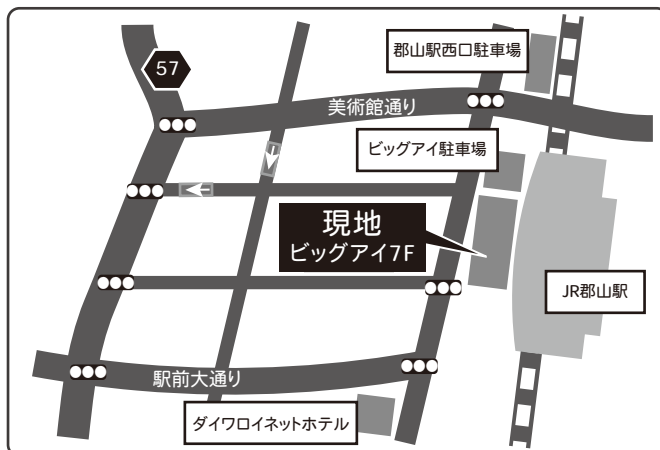 郡山駅西口駐車場
57
美術館通り
ビッグアイ駐車場
現地
ビッグアイ7F
JR郡山駅
駅前大通り
ダイワロイネットホテル